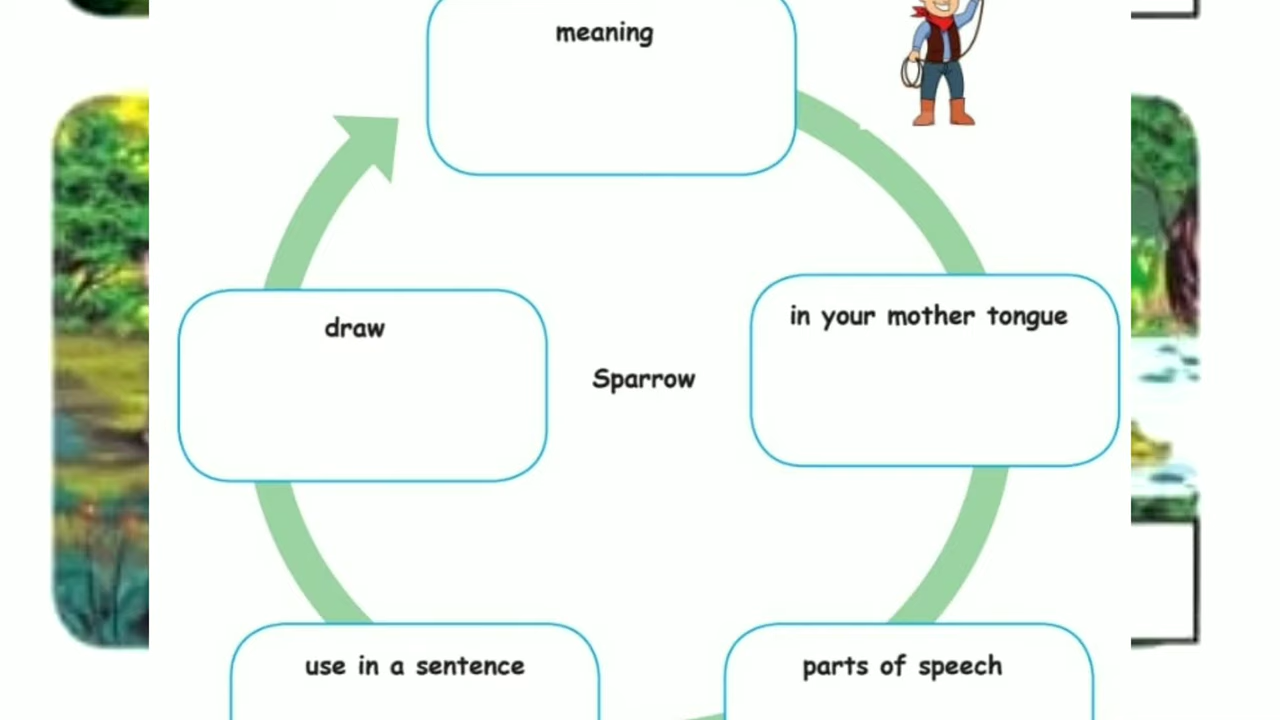 meaning
in your mother tongue
draw
Sparrow
use in a sentence
parts of speech